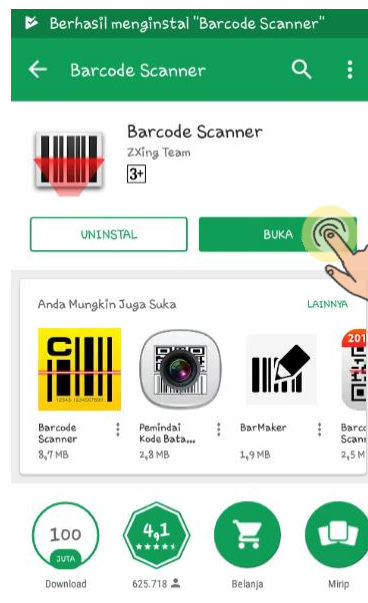 Berhasil menginstal "Barcode Scanner"
Barcode Scanner
Barcode Scanner
ZXing Team
3+
UNINSTAL
BUKA
Anda Mungkin Juga Suka
LAINNYA
Barcode
Scanner
8,7 MB
Pemindai
Kode Bata...
2,8 MB
BarMaker
1,9 MB
201
Barco
Scann
2,5 M
100
JUTA
Download
4,1
625.718
Belanja
Mirip